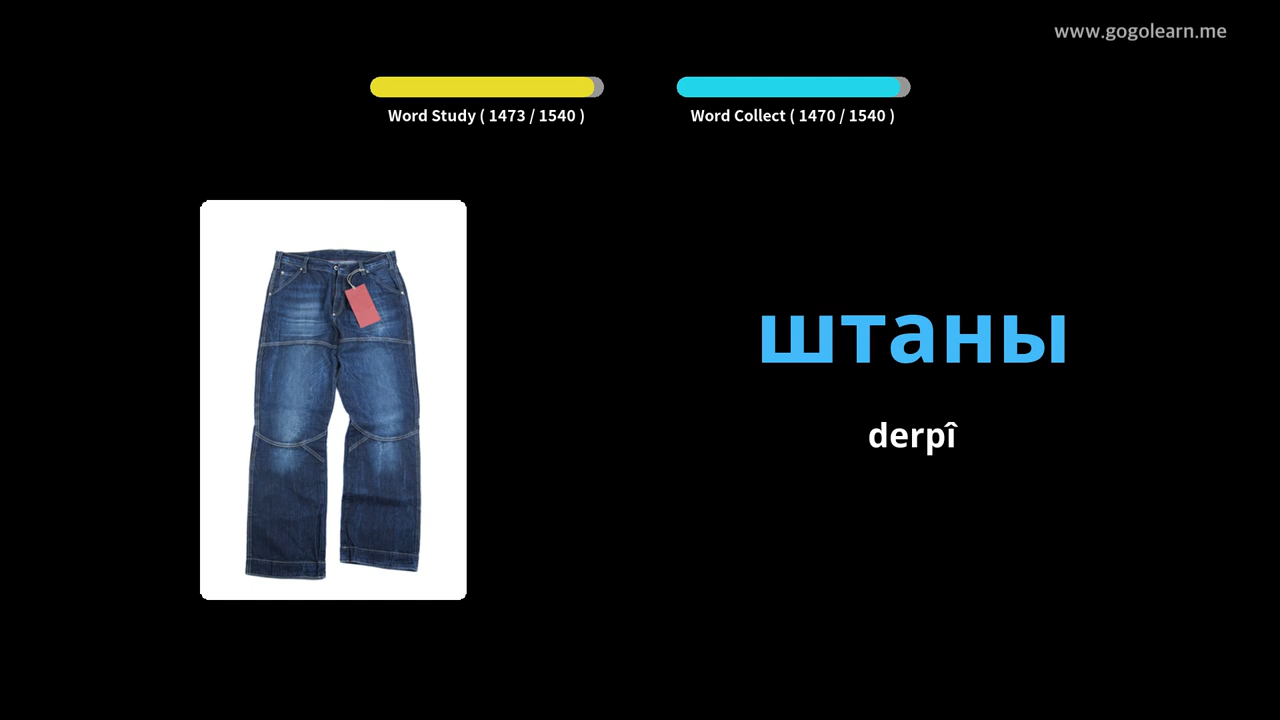 www.gogolearn.me
Word Study ( 1473 / 1540 )
Word Collect ( 1470 / 1540 )
штаны
derpî